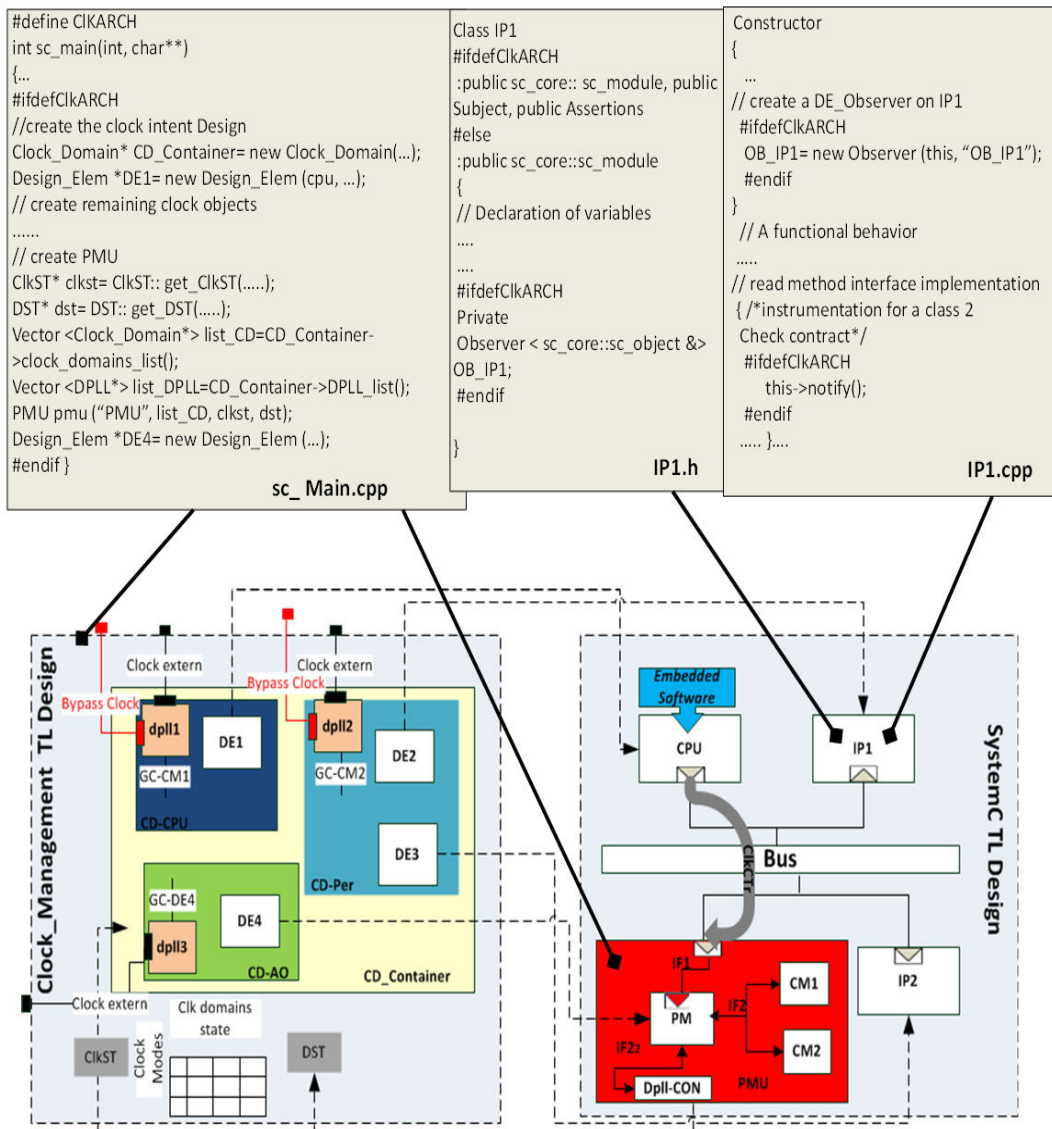 #define ClKARCH
int sc_main(int, char**)
{...
#ifdefClkARCH
//create the clock intent Design
Clock_Domain* CD_Container= new Clock_Domain(...);
Design_Elem *DE1= new Design_Elem (cpu, ...);
// create remaining clock objects
......
// create PMU
ClkST* clkst= ClkST:: get_ClkST(.....);
DST* dst= DST:: get_DST(.....);
Vector <Clock_Domain*> list_CD=CD_Container-
>clock_domains_list();
Vector <DPLL*> list_DPLL=CD_Container->DPLL_list();
PMU pmu (“PMU”, list_CD, clkst, dst);
Design_Elem *DE4= new Design_Elem (...);
#endif }
sc_ Main.cpp
Class IP1
#ifdefClkARCH
:public sc_core:: sc_module, public
Subject, public Assertions
#else
:public sc_core::sc_module
{
// Declaration of variables
....
....
#ifdefClkARCH
Private
Observer < sc_core::sc_object &>
OB_IP1;
#endif
}
IP1.h
Constructor
{
...
// create a DE_Observer on IP1
#ifdefClkARCH
OB_IP1= new Observer (this, “OB_IP1”);
#endif
}
// A functional behavior
.....
// read method interface implementation
{ /*instrumentation for a class 2
Check contract*/
#ifdefClkARCH
this->notify();
#endif
..... }....
IP1.cpp
Clock_Management TL Design
Clock extern
Bypass Clock
dpll1
DE1
GC-CM1
CD-CPU
Clock extern
Bypass Clock
dpll2
DE2
GC-CM2
DE3
CD-Per
GC-DE4
dpll3
DE4
CD-AO
CD_Container
Clock extern
Clk domains
state
Clock
Modes
ClkST
DST
SystemC TL Design
Embedded
Software
CPU
IP1
ClkCTr
Bus
IF1
PM
IF2
CM1
CM2
IF22
Dpll-CON
PMU
IP2